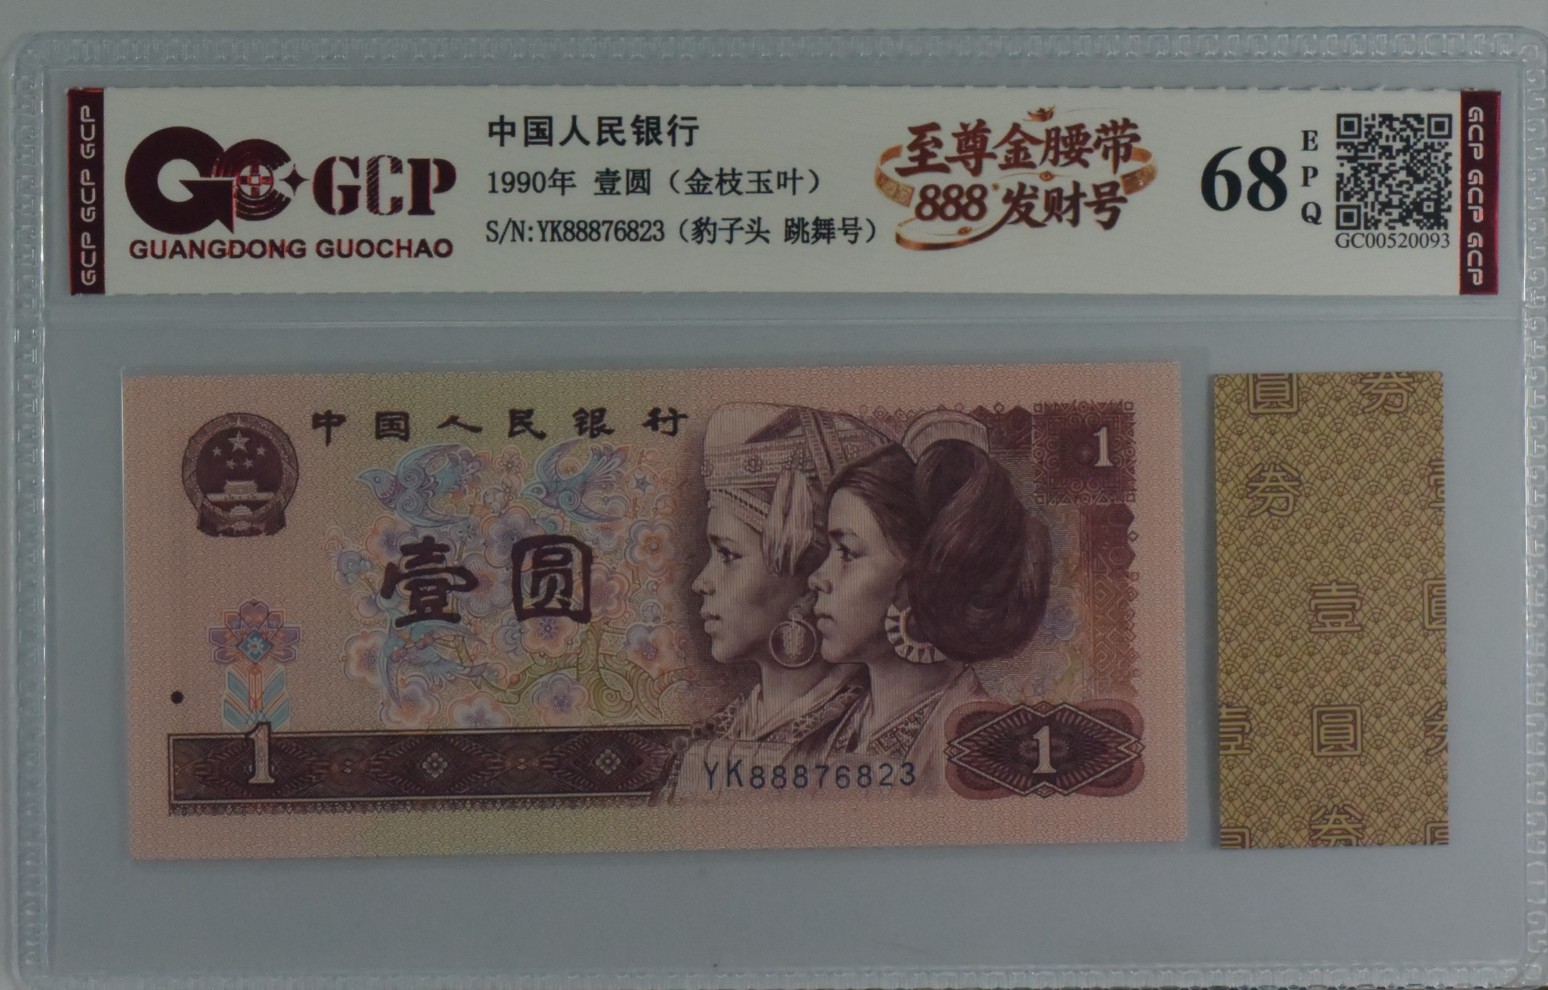 GCP GCP GCP
GCP
GUANGDONG GUOCHAO
中国人民银行
1990年 壹圆（金枝玉叶）
S/N:YK88876823（豹子头 跳舞号）
至尊金腰带
888发财号
68
EPQ
GC00520093
GCP GCP GCP
中国人民银行
1
壹圆
1
YK88876823
1
圓 券
券
壹
壹 圓
券